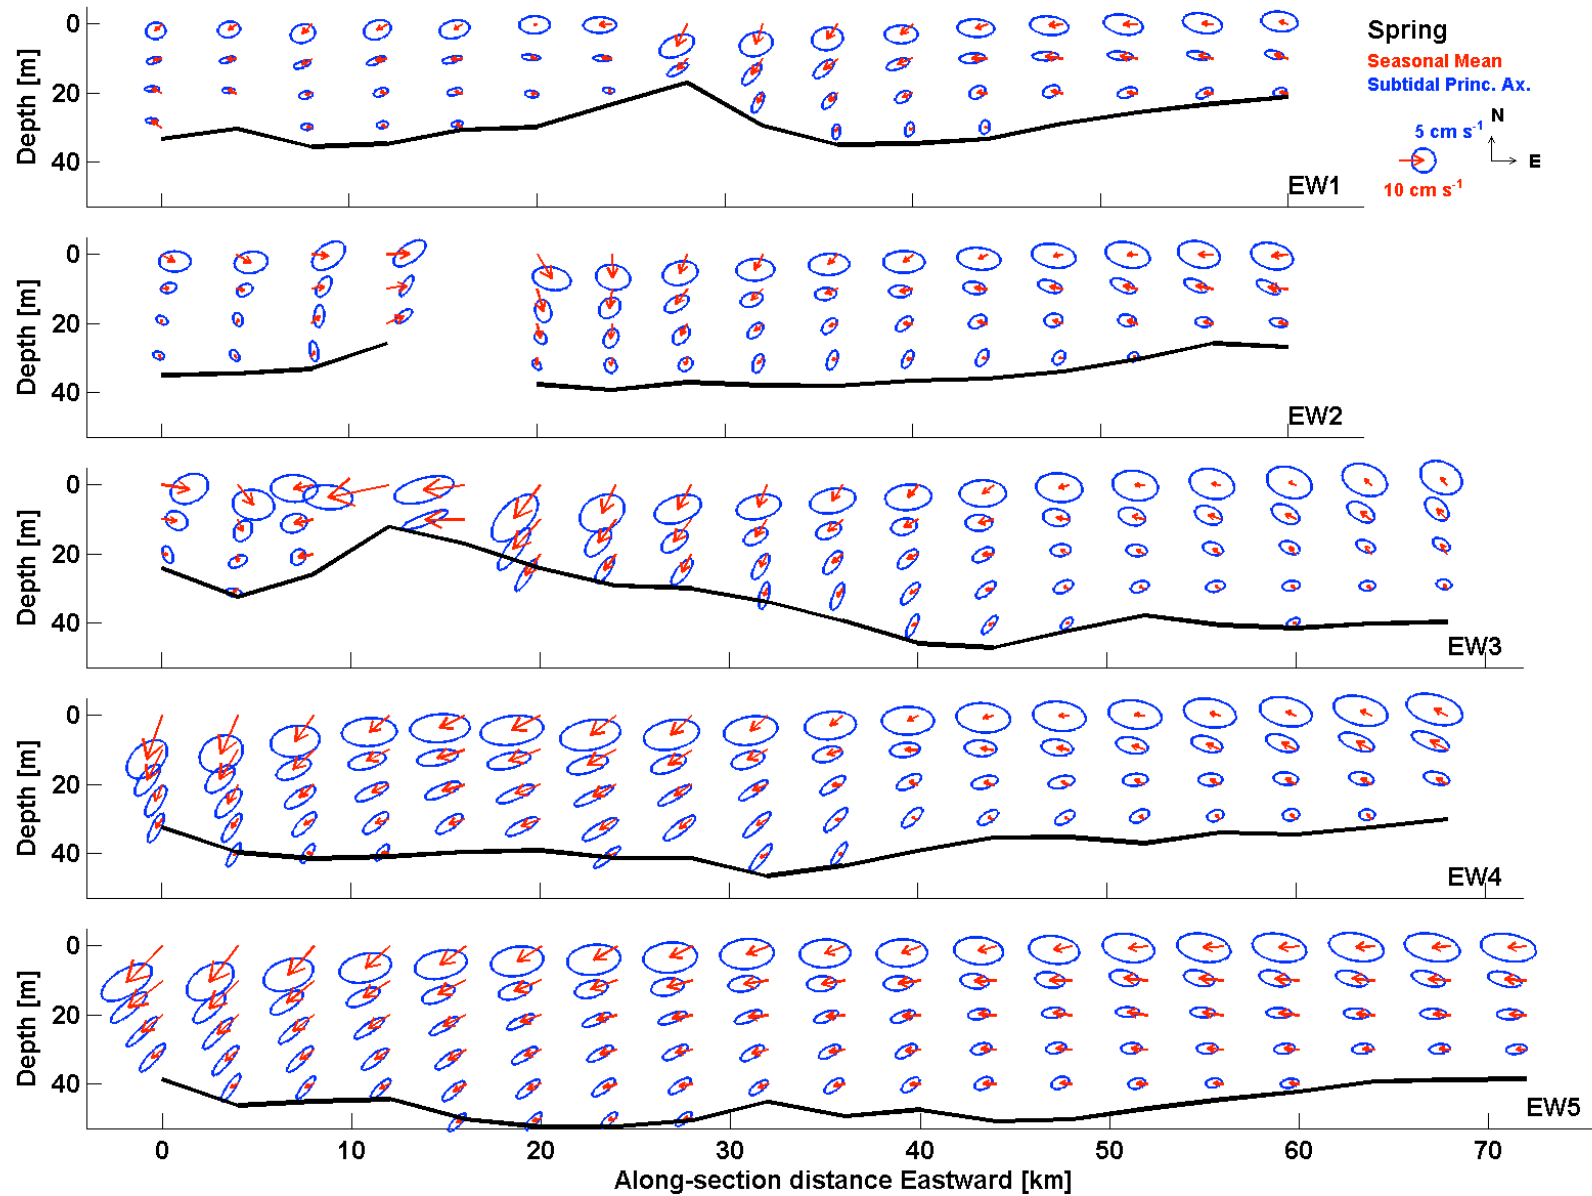 Depth [m]
0
20
40
EW1
Spring
Seasonal Mean
Subtidal Princ. Ax.
5 cm s⁻¹
10 cm s⁻¹
N
E
Depth [m]
0
20
40
EW2
Depth [m]
0
20
40
EW3
Depth [m]
0
20
40
EW4
Depth [m]
0
20
40
EW5
0 10 20 30 40 50 60 70
Along-section distance Eastward [km]